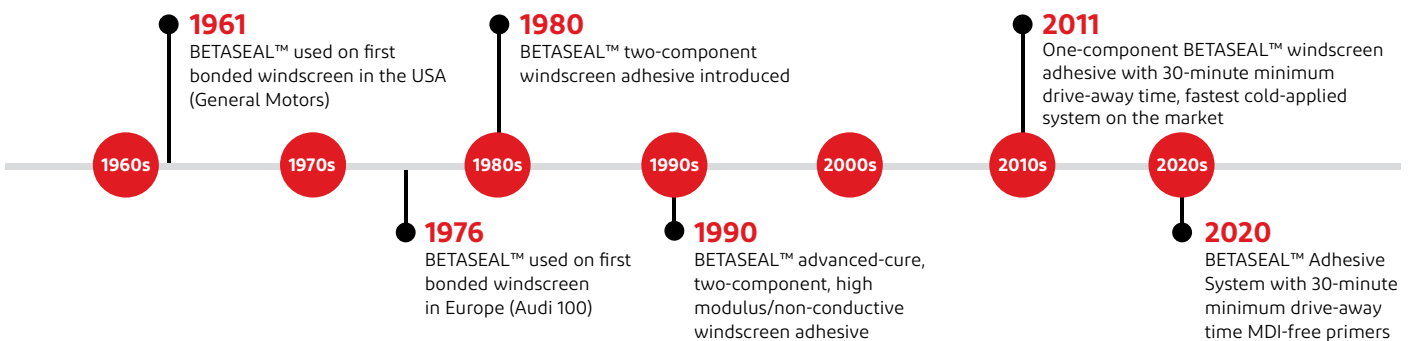 1961
BETASEAL™ used on first
bonded windscreen in the USA
(General Motors)
1980
BETASEAL™ two-component
windscreen adhesive introduced
2011
One-component BETASEAL™ windscreen
adhesive with 30-minute minimum
drive-away time, fastest cold-applied
system on the market
1960s
1970s
1980s
1990s
2000s
2010s
2020s
1976
BETASEAL™ used on first
bonded windscreen
in Europe (Audi 100)
1990
BETASEAL™ advanced-cure,
two-component, high
modulus/non-conductive
windscreen adhesive
2020
BETASEAL™ Adhesive
System with 30-minute
minimum drive-away
time MDI-free primers